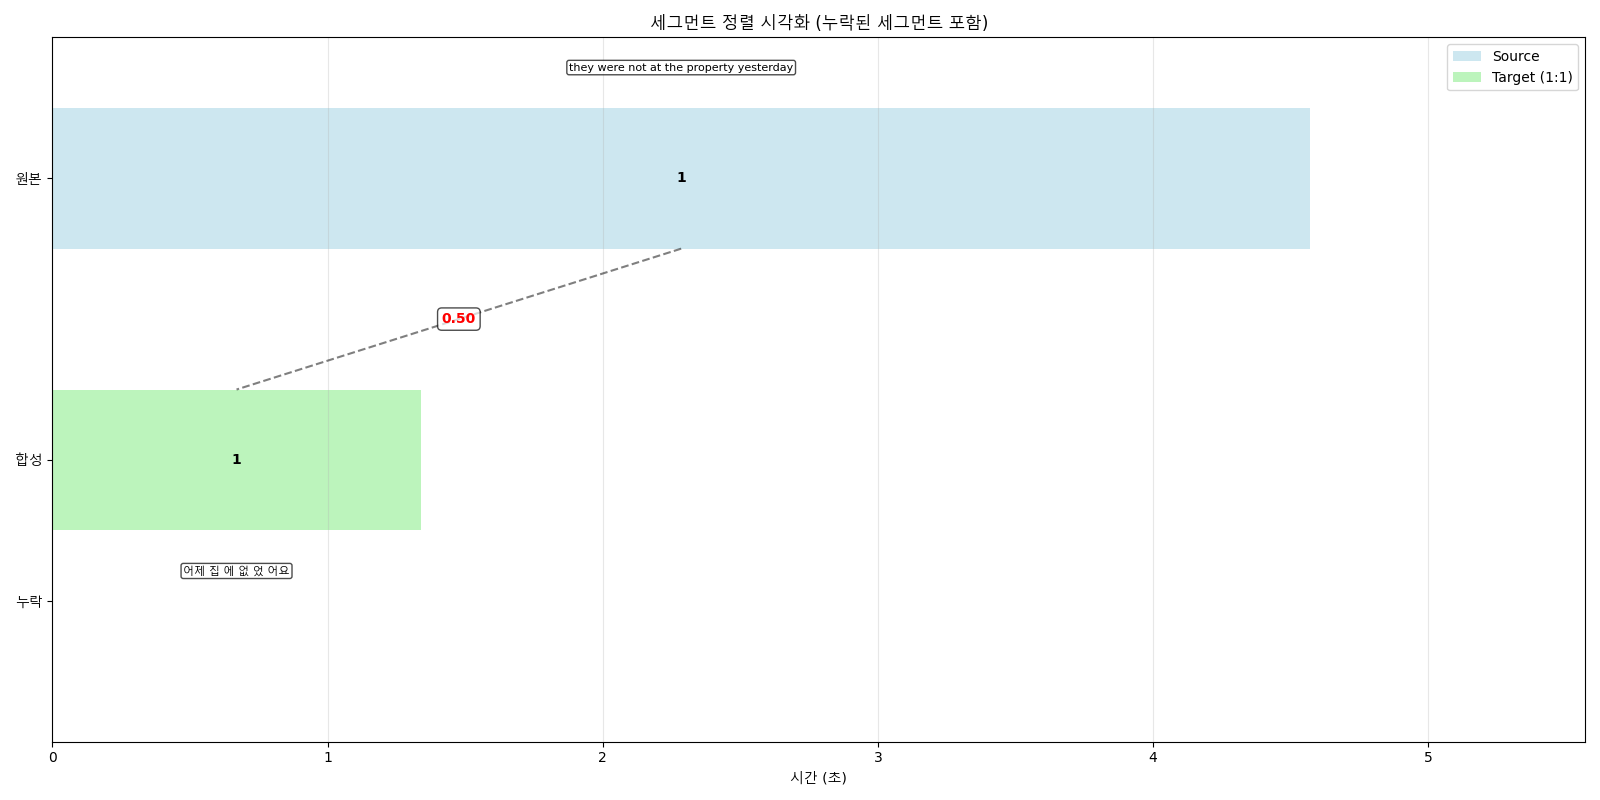 세그먼트 정렬 시각화 (누락된 세그먼트 포함)
they were not at the property yesterday
Source
Target (1:1)
원본
1
0.50
합성
1
어제 집 에 없 었 어요
누락
0 1 2 3 4 5
시간 (초)